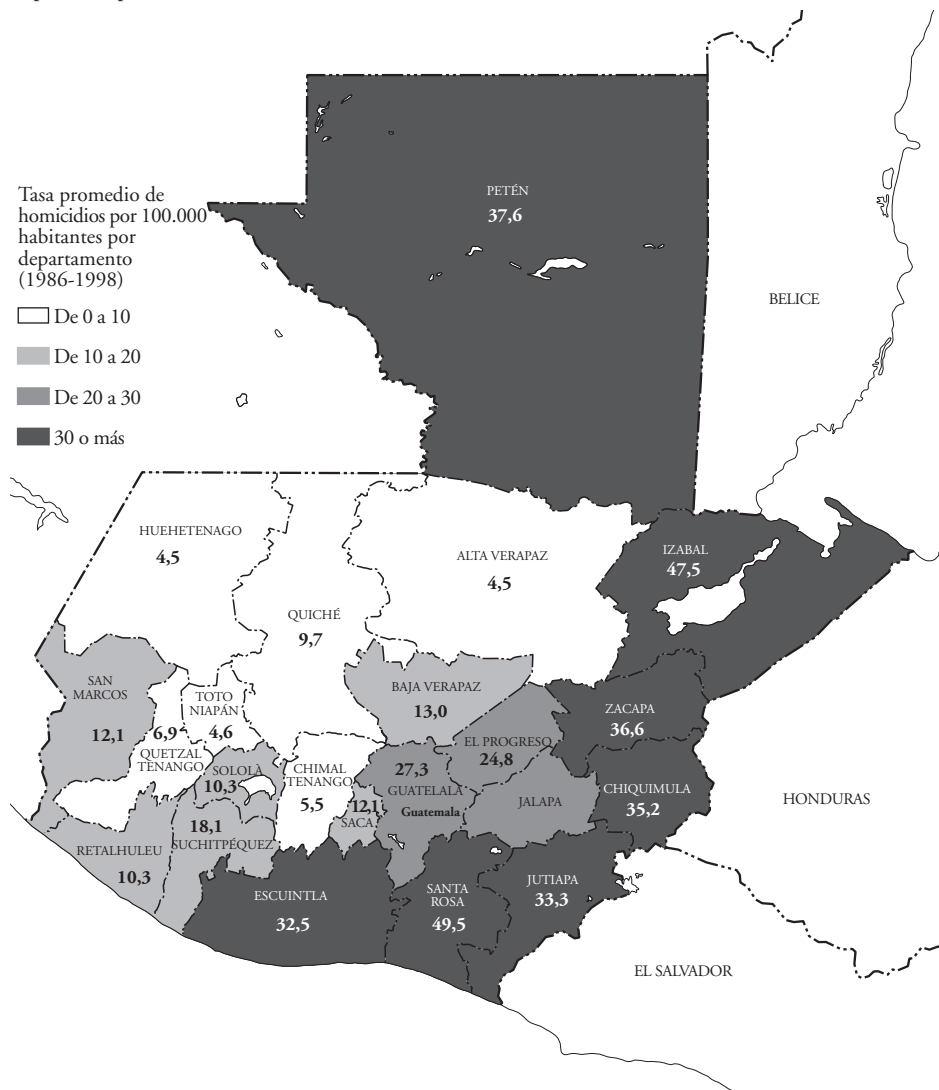 Tasa promedio de
homicidios por 100.000
habitantes por
departamento
(1986-1998)
De 0 a 10
De 10 a 20
De 20 a 30
30 o más
PETÉN
37,6
BELICE
HUEHETENAGO
4,5
QUICHÉ
9,7
ALTA VERAPAZ
4,5
IZABAL
47,5
SAN
MARCOS
12,1
TOTO
NIAPÁN
4,6
6,9
QUETZAL
TENANGO
BAJA VERAPAZ
13,0
ZACAPA
36,6
EL PROGRESO
24,8
SOLOLÀ
10,3
CHIMAL
TENANGO
5,5
27,3
GUATELALA
Guatemala
12,1
SACA
JALAPA
CHIQUIMULA
35,2
HONDURAS
18,1
SUCHITPÉQUEZ
RETALHULEU
10,3
ESCUINTLA
32,5
SANTA
ROSA
49,5
JUTIAPA
33,3
EL SALVADOR